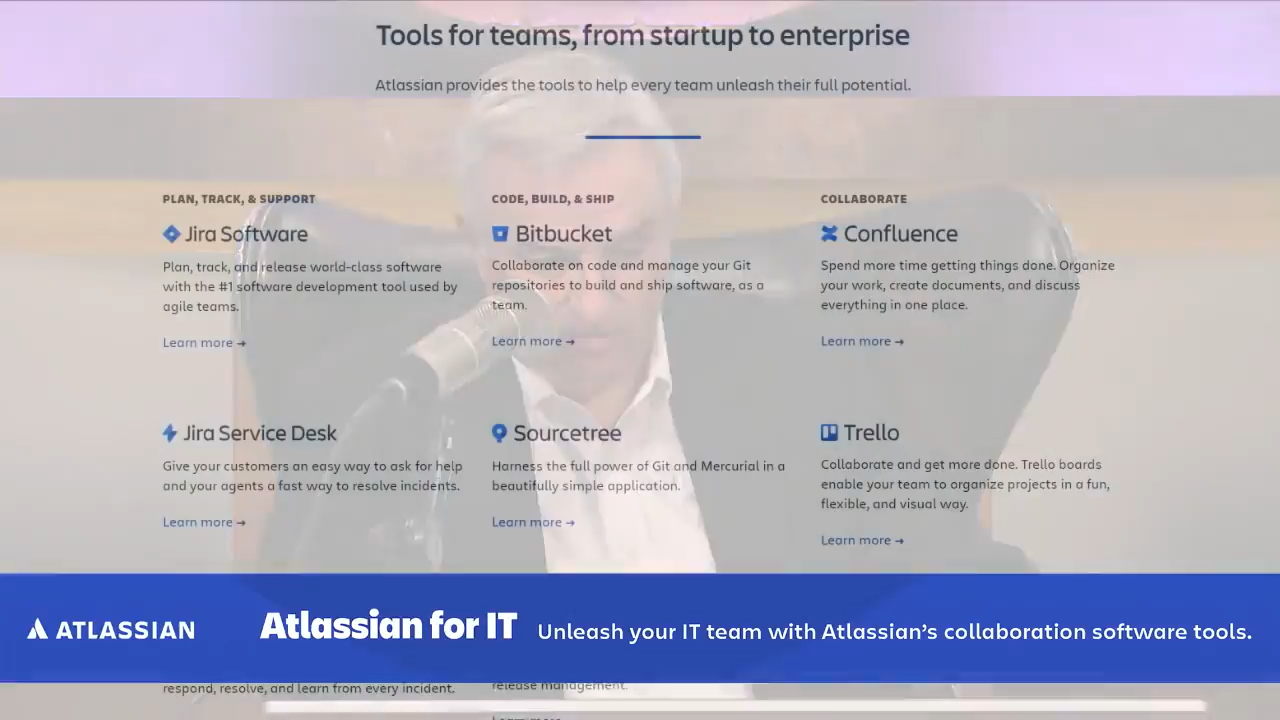 Tools for teams, from startup to enterprise
Atlassian provides the tools to help every team unleash their full potential.
PLAN, TRACK, & SUPPORT
Jira Software
Plan, track, and release world-class software
with the #1 software development tool used by
agile teams.
Learn more →
CODE, BUILD, & SHIP
Bitbucket
Collaborate on code and manage your Git
repositories to build and ship software, as a
team.
Learn more →
COLLABORATE
Confluence
Spend more time getting things done. Organize
your work, create documents, and discuss
everything in one place.
Learn more →
Jira Service Desk
Give your customers an easy way to ask for help
and your agents a fast way to resolve incidents.
Learn more →
Sourcetree
Harness the full power of Git and Mercurial in a
beautifully simple application.
Learn more →
Trello
Collaborate and get more done. Trello boards
enable your team to organize projects in a fun,
flexible, and visual way.
Learn more →
ATLASSIAN
Atlassian for IT
Unleash your IT team with Atlassian’s collaboration software tools.
respond, resolve, and learn from every incident.
release management.